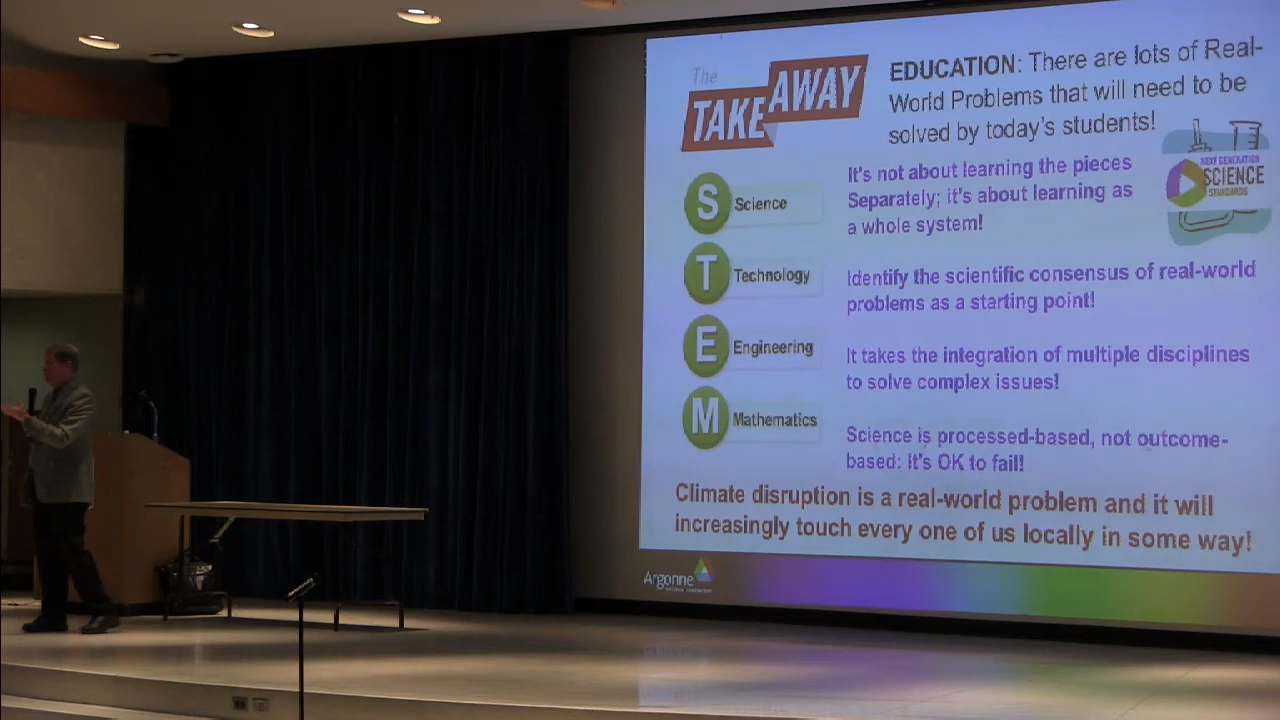 The
TAKE AWAY
EDUCATION: There are lots of Real-
World Problems that will need to be
solved by today's students!
NEXT GENERATION
SCIENCE
STANDARDS
S Science
It's not about learning the pieces
Separately; it's about learning as
a whole system!
T Technology
Identify the scientific consensus of real-world
problems as a starting point!
E Engineering
It takes the integration of multiple disciplines
to solve complex issues!
M Mathematics
Science is processed-based, not outcome-
based: it's OK to fail!
Climate disruption is a real-world problem and it will
increasingly touch every one of us locally in some way!
Argonne